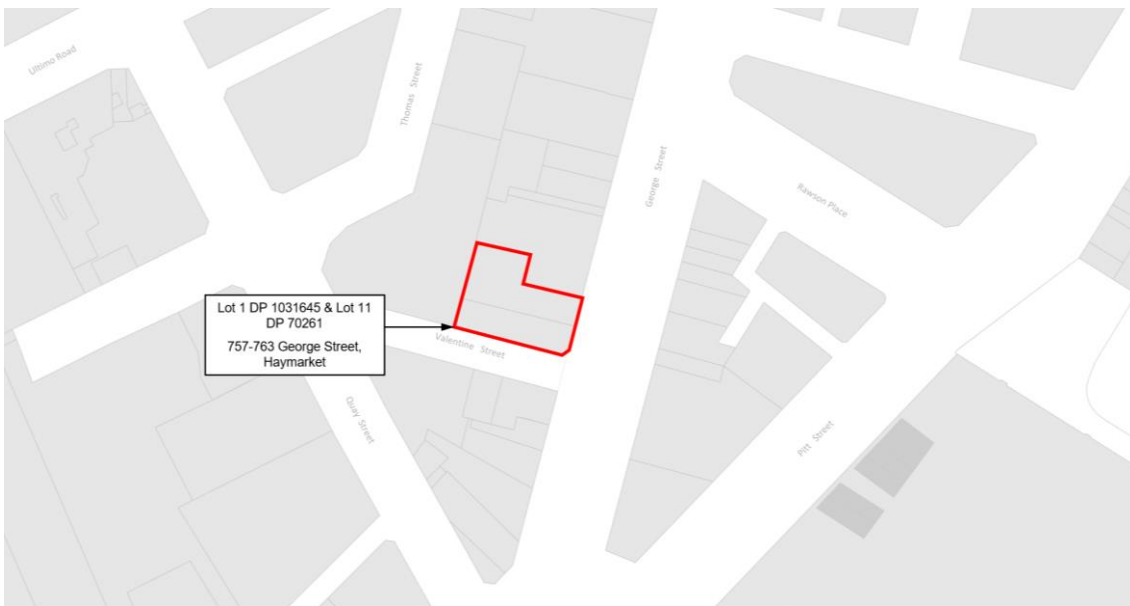 Ultimo Road
Thomas Street
George Street
Rawson Place
Lot 1 DP 1031645 & Lot 11
DP 70261
757-763 George Street,
Haymarket
Valentine Street
Quay Street
Pitt Street